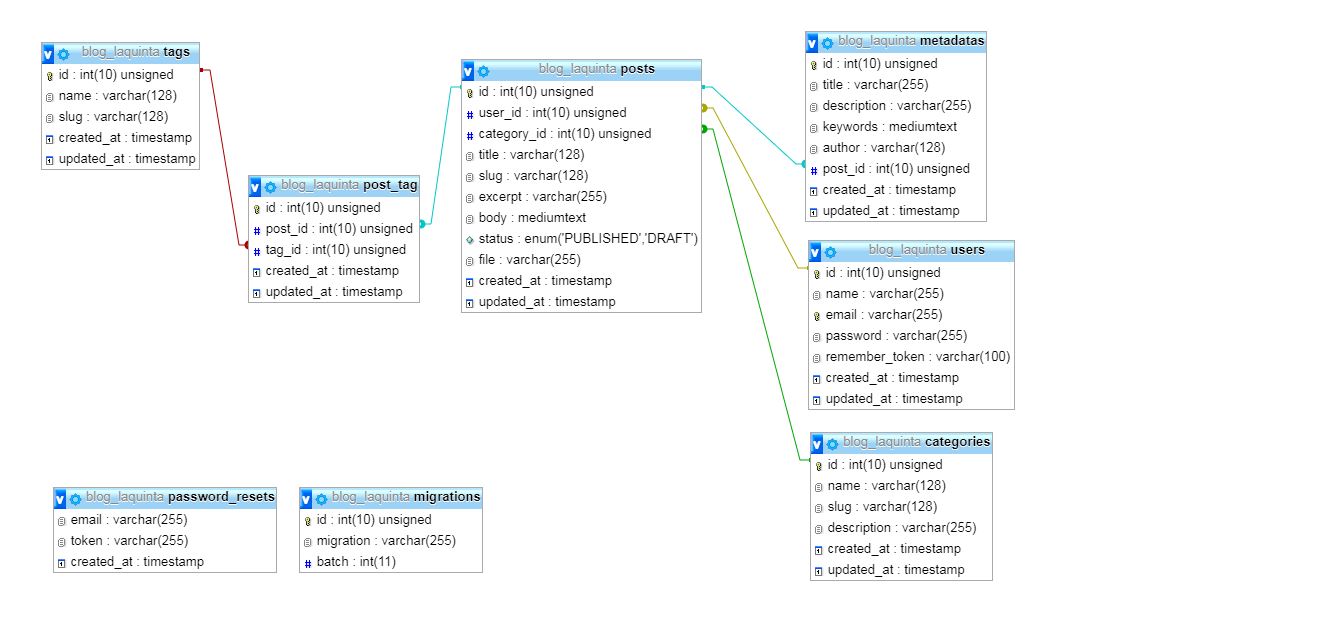 blog_laquinta tags
id : int(10) unsigned
name : varchar(128)
slug : varchar(128)
created_at : timestamp
updated_at : timestamp
blog_laquinta post_tag
id : int(10) unsigned
post_id : int(10) unsigned
tag_id : int(10) unsigned
created_at : timestamp
updated_at : timestamp
blog_laquinta posts
id : int(10) unsigned
user_id : int(10) unsigned
category_id : int(10) unsigned
title : varchar(128)
slug : varchar(128)
excerpt : varchar(255)
body : mediumtext
status : enum('PUBLISHED','DRAFT')
file : varchar(255)
created_at : timestamp
updated_at : timestamp
blog_laquinta metadatas
id : int(10) unsigned
title : varchar(255)
description : varchar(255)
keywords : mediumtext
author : varchar(128)
post_id : int(10) unsigned
created_at : timestamp
updated_at : timestamp
blog_laquinta users
id : int(10) unsigned
name : varchar(255)
email : varchar(255)
password : varchar(255)
remember_token : varchar(100)
created_at : timestamp
updated_at : timestamp
blog_laquinta categories
id : int(10) unsigned
name : varchar(128)
slug : varchar(128)
description : varchar(255)
created_at : timestamp
updated_at : timestamp
blog_laquinta password_resets
email : varchar(255)
token : varchar(255)
created_at : timestamp
blog_laquinta migrations
id : int(10) unsigned
migration : varchar(255)
batch : int(11)